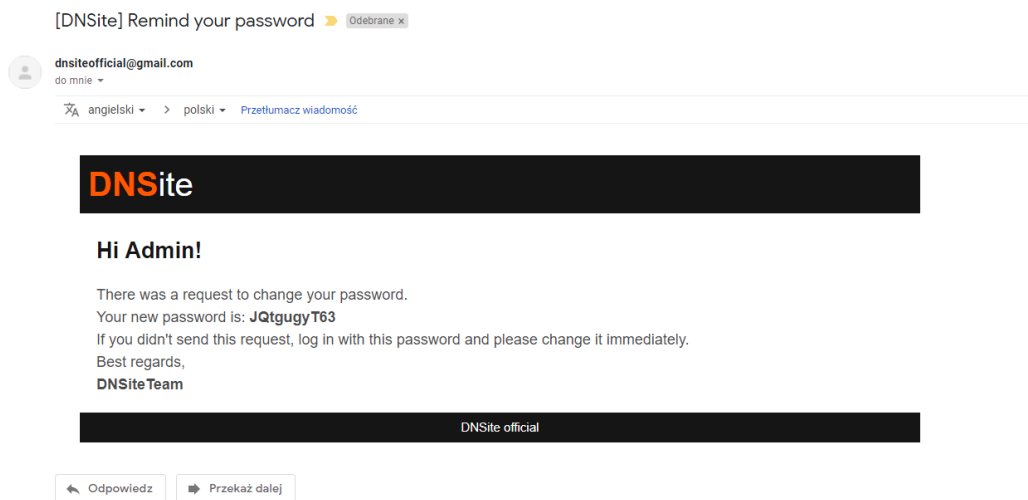 [DNSite] Remind your password Odebrane ×
dnsiteofficial@gmail.com
do mnie
angielski > polski Przetłumacz wiadomość
DNSite
Hi Admin!
There was a request to change your password.
Your new password is: JQtgugyT63
If you didn't send this request, log in with this password and please change it immediately.
Best regards,
DNSiteTeam
DNSite official
Odpowiedz Przekaż dalej